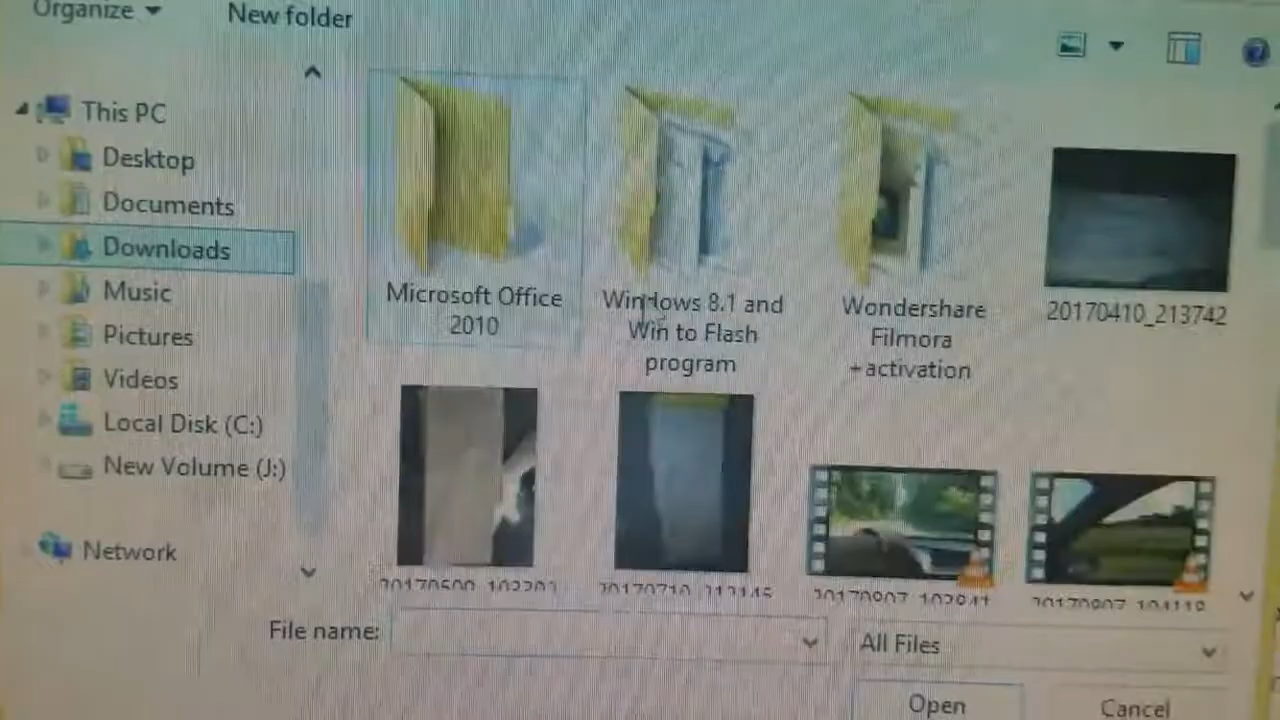 Organize
New folder
This PC
Desktop
Documents
Downloads
Music
Pictures
Videos
Local Disk (C:)
New Volume (J:)
Network
Microsoft Office
2010
Windows 8.1 and
Win to Flash
program
Wondershare
Filmora
+activation
20170410_213742
File name:
All Files
Open
Cancel